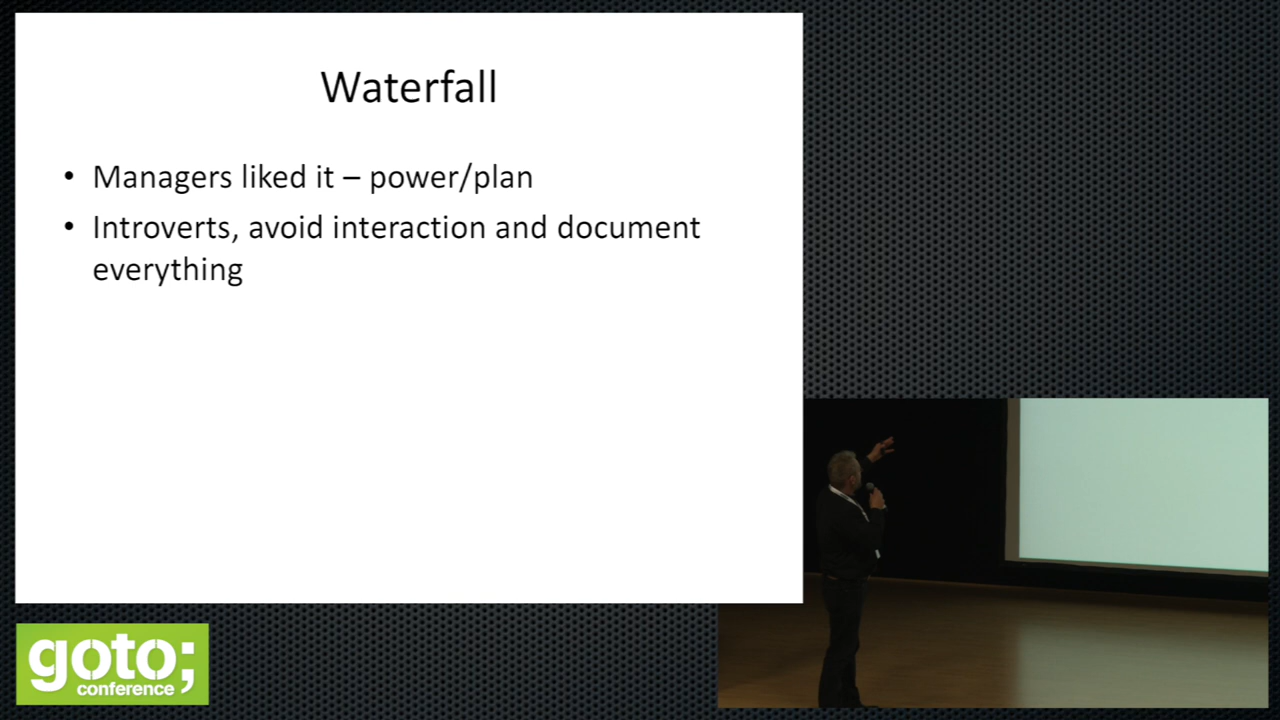 Waterfall
• Managers liked it – power/plan
• Introverts, avoid interaction and document
everything
goto;
conference